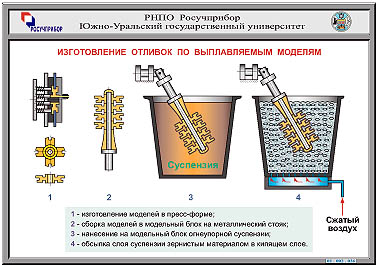 РНПО Росучприбор
Южно-Уральский государственный университет
РОСУЧПРИБОР
ИЗГОТОВЛЕНИЕ ОТЛИВОК ПО ВЫПЛАВЛЯЕМЫМ МОДЕЛЯМ
Суспензия
1 2 3 4
Сжатый
воздух
1 - изготовление моделей в пресс-форме;
2 - сборка моделей в модельный блок на металлический стояк;
3 - нанесение на модельный блок огнеупорной суспензии;
4 - обсыпка слоя суспензии зернистым материалом в кипящем слое.